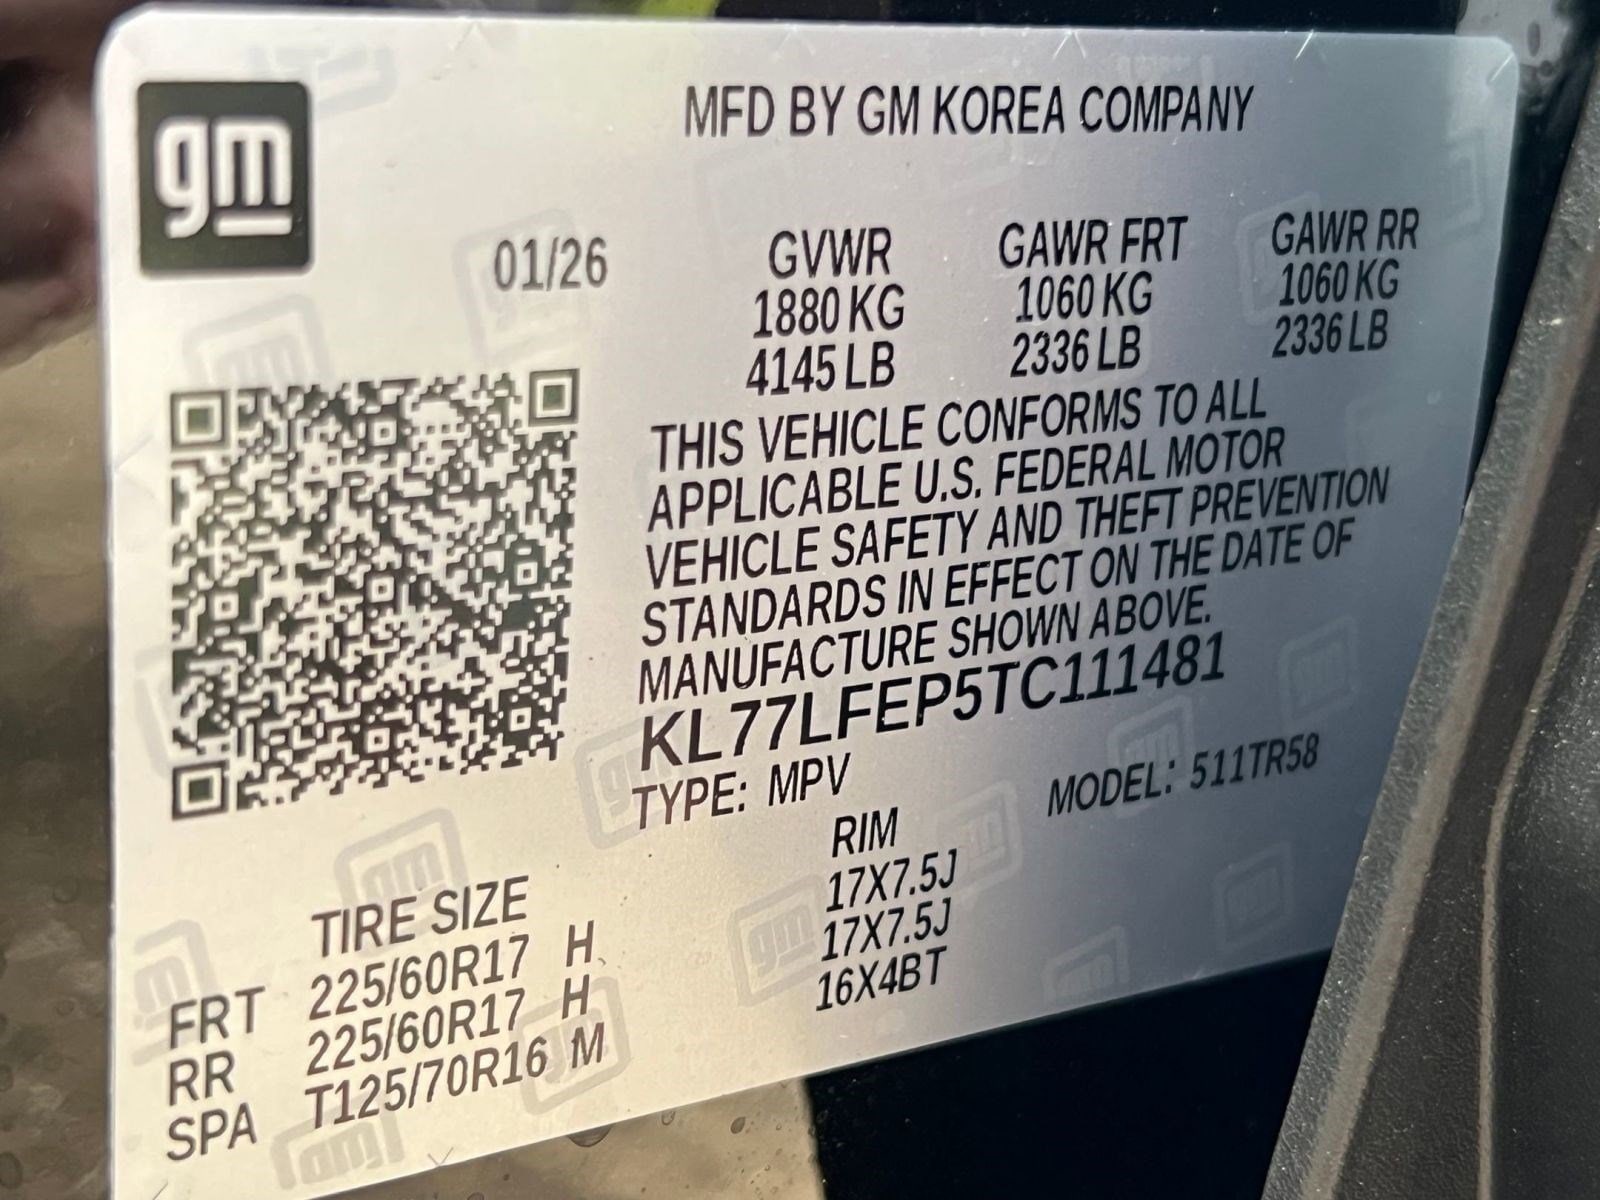 gm
MFD BY GM KOREA COMPANY
01/26
GVWR GAWR FRT GAWR RR
1880 KG 1060 KG 1060 KG
4145 LB 2336 LB 2336 LB
THIS VEHICLE CONFORMS TO ALL
APPLICABLE U.S. FEDERAL MOTOR
VEHICLE SAFETY AND THEFT PREVENTION
STANDARDS IN EFFECT ON THE DATE OF
MANUFACTURE SHOWN ABOVE.
KL77LFEP5TC111481
TYPE: MPV MODEL: 511TR58
TIRE SIZE RIM
FRT 225/60R17 H 17X7.5J
RR 225/60R17 H 17X7.5J
SPA T125/70R16 M 16X4BT